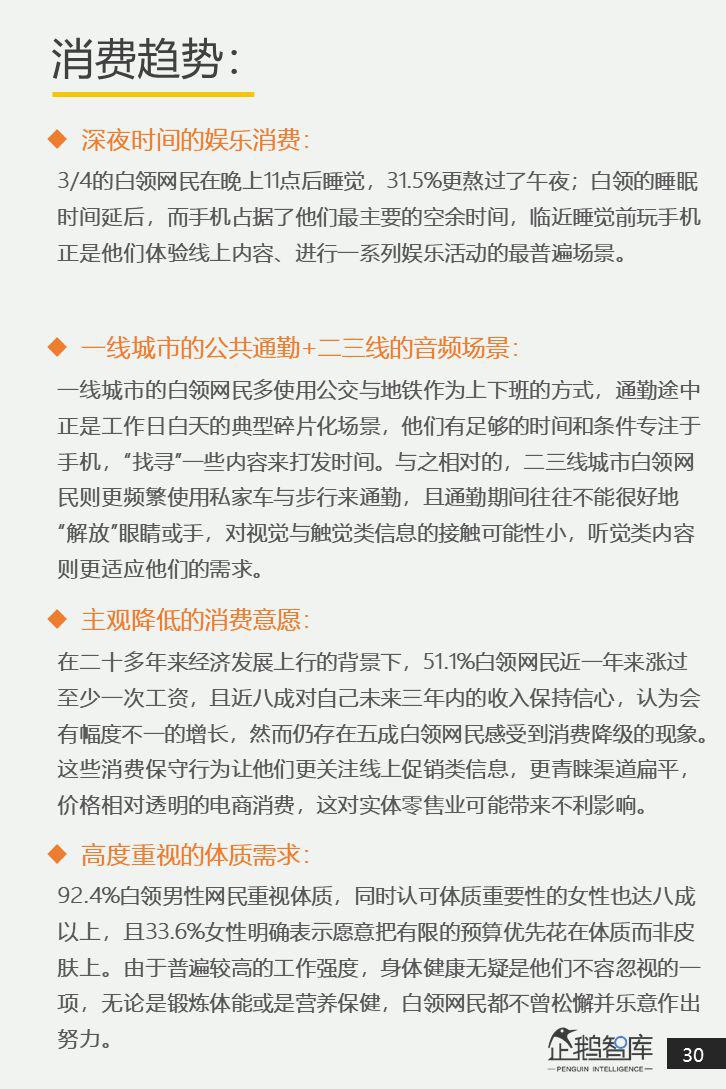 消费趋势：
◆ 深夜时间的娱乐消费：
3/4的白领网民在晚上11点后睡觉，31.5%更熬过了午夜；白领的睡眠
时间延后，而手机占据了他们最主要的空余时间，临近睡觉前玩手机
正是他们体验线上内容、进行一系列娱乐活动的最普遍场景。
◆ 一线城市的公共通勤+二三线的音频场景：
一线城市的白领网民多使用公交与地铁作为上下班的方式，通勤途中
正是工作日白天的典型碎片化场景，他们有足够的时间和条件专注于
手机，“找寻”一些内容来打发时间。与之相对的，二三线城市白领网
民则更频繁使用私家车与步行来通勤，且通勤期间往往不能很好地
“解放”眼睛或手，对视觉与触觉类信息的接触可能性小，听觉类内容
则更适应他们的需求。
◆ 主观降低的消费意愿：
在二十多年来经济发展上行的背景下，51.1%白领网民近一年来涨过
至少一次工资，且近八成对自己未来三年内的收入保持信心，认为会
有幅度不一的增长，然而仍存在五成白领网民感受到消费降级的现象。
这些消费保守行为让他们更关注线上促销类信息，更青睐渠道扁平，
价格相对透明的电商消费，这对实体零售业可能带来不利影响。
◆ 高度重视的体质需求：
92.4%白领男性网民重视体质，同时认可体质重要性的女性也达八成
以上，且33.6%女性明确表示愿意把有限的预算优先花在体质而非皮
肤上。由于普遍较高的工作强度，身体健康无疑是他们不容忽视的一
项，无论是锻炼体能或是营养保健，白领网民都不曾松懈并乐意作出
努力。
企鹅智库
PENGUIN INTELLIGENCE
30